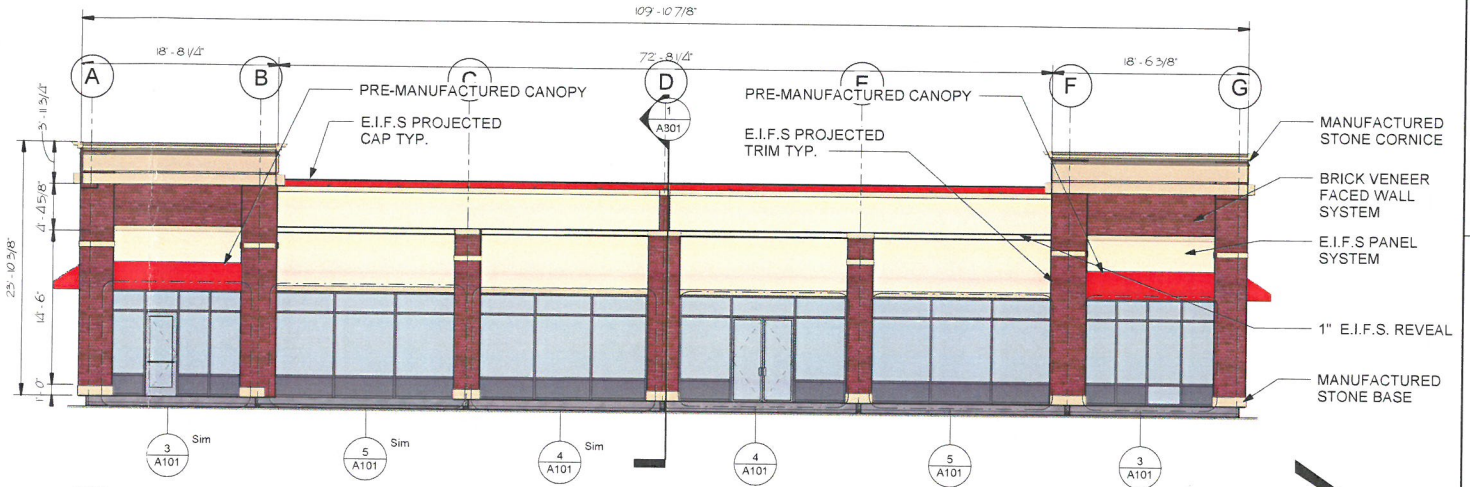 109'-10 7/8"
18'-8 1/4"
72'-8 1/4"
18'-6 3/8"
A
B
C
D
E
F
G
PRE-MANUFACTURED CANOPY
E.I.F.S PROJECTED
CAP TYP.
1
A301
PRE-MANUFACTURED CANOPY
E.I.F.S PROJECTED
TRIM TYP.
MANUFACTURED
STONE CORNICE
BRICK VENEER
FACED WALL
SYSTEM
E.I.F.S PANEL
SYSTEM
1" E.I.F.S. REVEAL
MANUFACTURED
STONE BASE
3'-11 3/4"
4'-4 5/8"
14'-6"
1'-0"
23'-10 3/8"
3
A101
Sim
5
A101
Sim
4
A101
Sim
4
A101
5
A101
3
A101